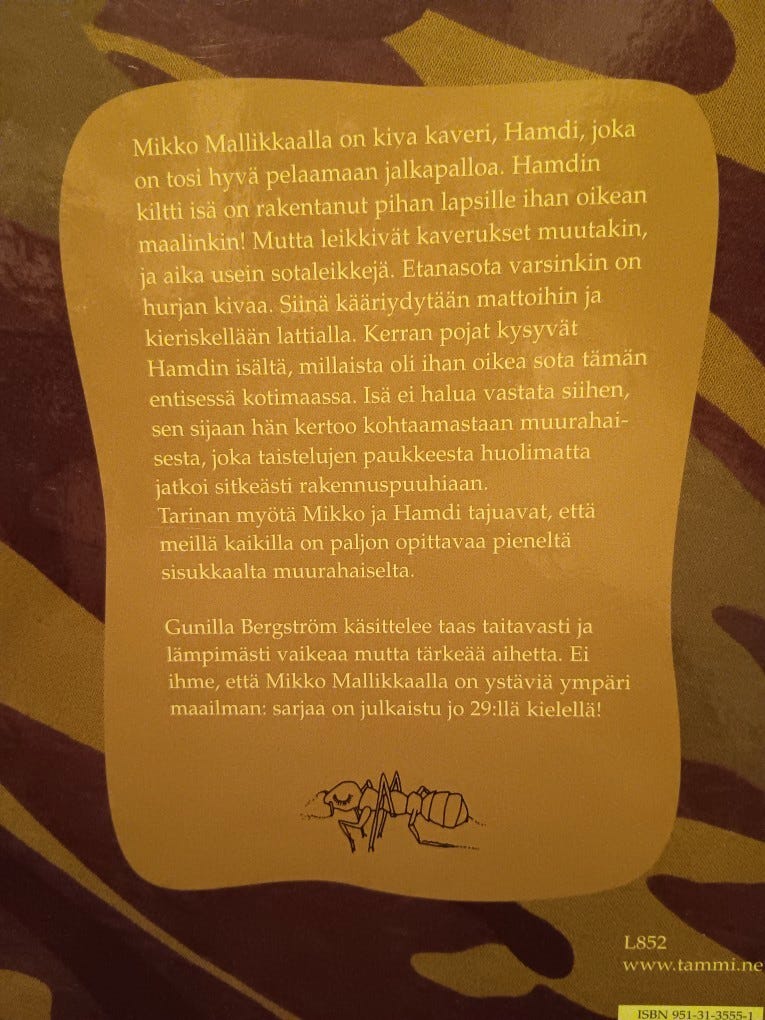 Mikko Mallikkaalla on kiva kaveri, Hamdi, joka
on tosi hyvä pelaamaan jalkapalloa. Hamdin
kiltti isä on rakentanut pihan lapsille ihan oikean
maalinkin! Mutta leikkivät kaverukset muutakin,
ja aika usein sotaleikkejä. Etanasota varsinkin on
hurjan kivaa. Siinä kääriydytään mattoihin ja
kieriskellään lattialla. Kerran pojat kysyvät
Hamdin isältä, millaista oli ihan oikea sota tämän
entisessä kotimaassa. Isä ei halua vastata siihen,
sen sijaan hän kertoo kohtaamastaan muurahai-
sesta, joka taistelujen paukkeesta huolimatta
jatkoi sitkeästi rakennuspuuhiaan.
Tarinan myötä Mikko ja Hamdi tajuavat, että
meillä kaikilla on paljon opittavaa pieneltä
sisukkaalta muurahaiselta.
Gunilla Bergström käsittelee taas taitavasti ja
lämpimästi vaikeaa mutta tärkeää aihetta. Ei
ihme, että Mikko Mallikkaalla on ystäviä ympäri
maailman: sarjaa on julkaistu jo 29:llä kielellä!
L852
www.tammi.ne
ISBN 951-31-3555-1